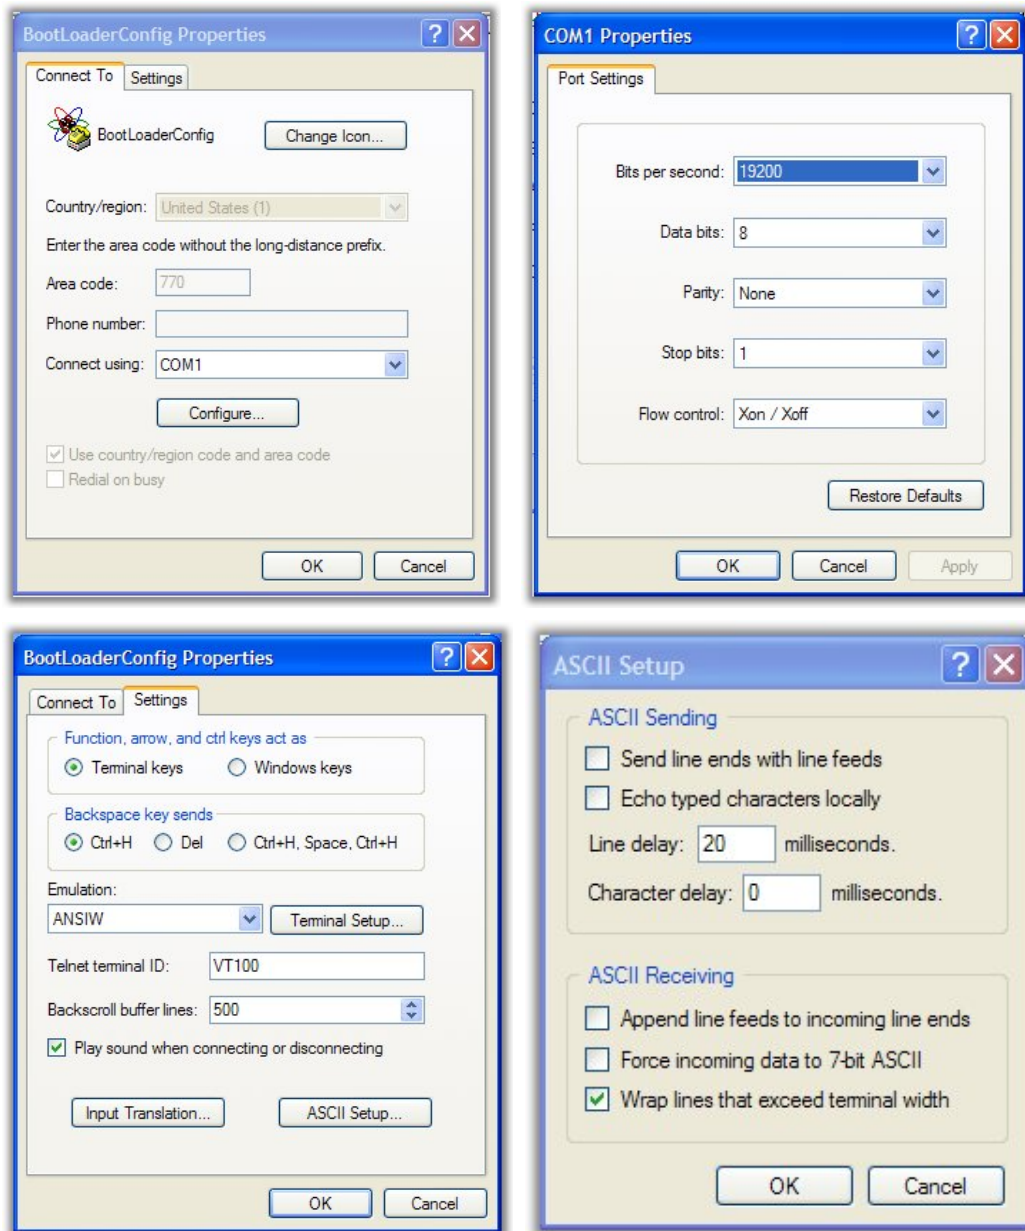 BootLoaderConfig Properties
Connect To
Settings
BootLoaderConfig
Change Icon...
Country/region: United States (1)
Enter the area code without the long-distance prefix.
Area code: 770
Phone number:
Connect using: COM1
Configure...
Use country/region code and area code
Redial on busy
OK
Cancel
COM1 Properties
Port Settings
Bits per second: 19200
Data bits: 8
Parity: None
Stop bits: 1
Flow control: Xon / Xoff
Restore Defaults
OK
Cancel
Apply
BootLoaderConfig Properties
Connect To
Settings
Function, arrow, and ctrl keys act as
Terminal keys
Windows keys
Backspace key sends
Ctrl+H
Del
Ctrl+H, Space, Ctrl+H
Emulation:
ANSIW
Terminal Setup...
Telnet terminal ID: VT100
Backscroll buffer lines: 500
Play sound when connecting or disconnecting
Input Translation...
ASCII Setup...
OK
Cancel
ASCII Setup
ASCII Sending
Send line ends with line feeds
Echo typed characters locally
Line delay: 20 milliseconds.
Character delay: 0 milliseconds.
ASCII Receiving
Append line feeds to incoming line ends
Force incoming data to 7-bit ASCII
Wrap lines that exceed terminal width
OK
Cancel